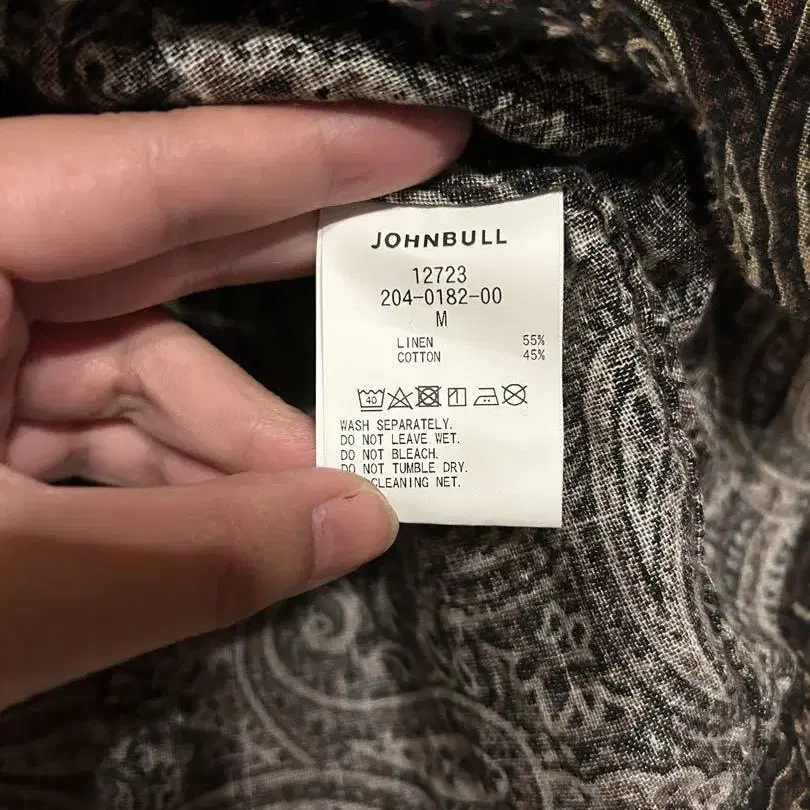 JOHNBULL
12723
204-0182-00
M
LINEN 55%
COTTON 45%
40
WASH SEPARATELY.
DO NOT LEAVE WET.
DO NOT BLEACH.
DO NOT TUMBLE DRY.
CLEANING NET.